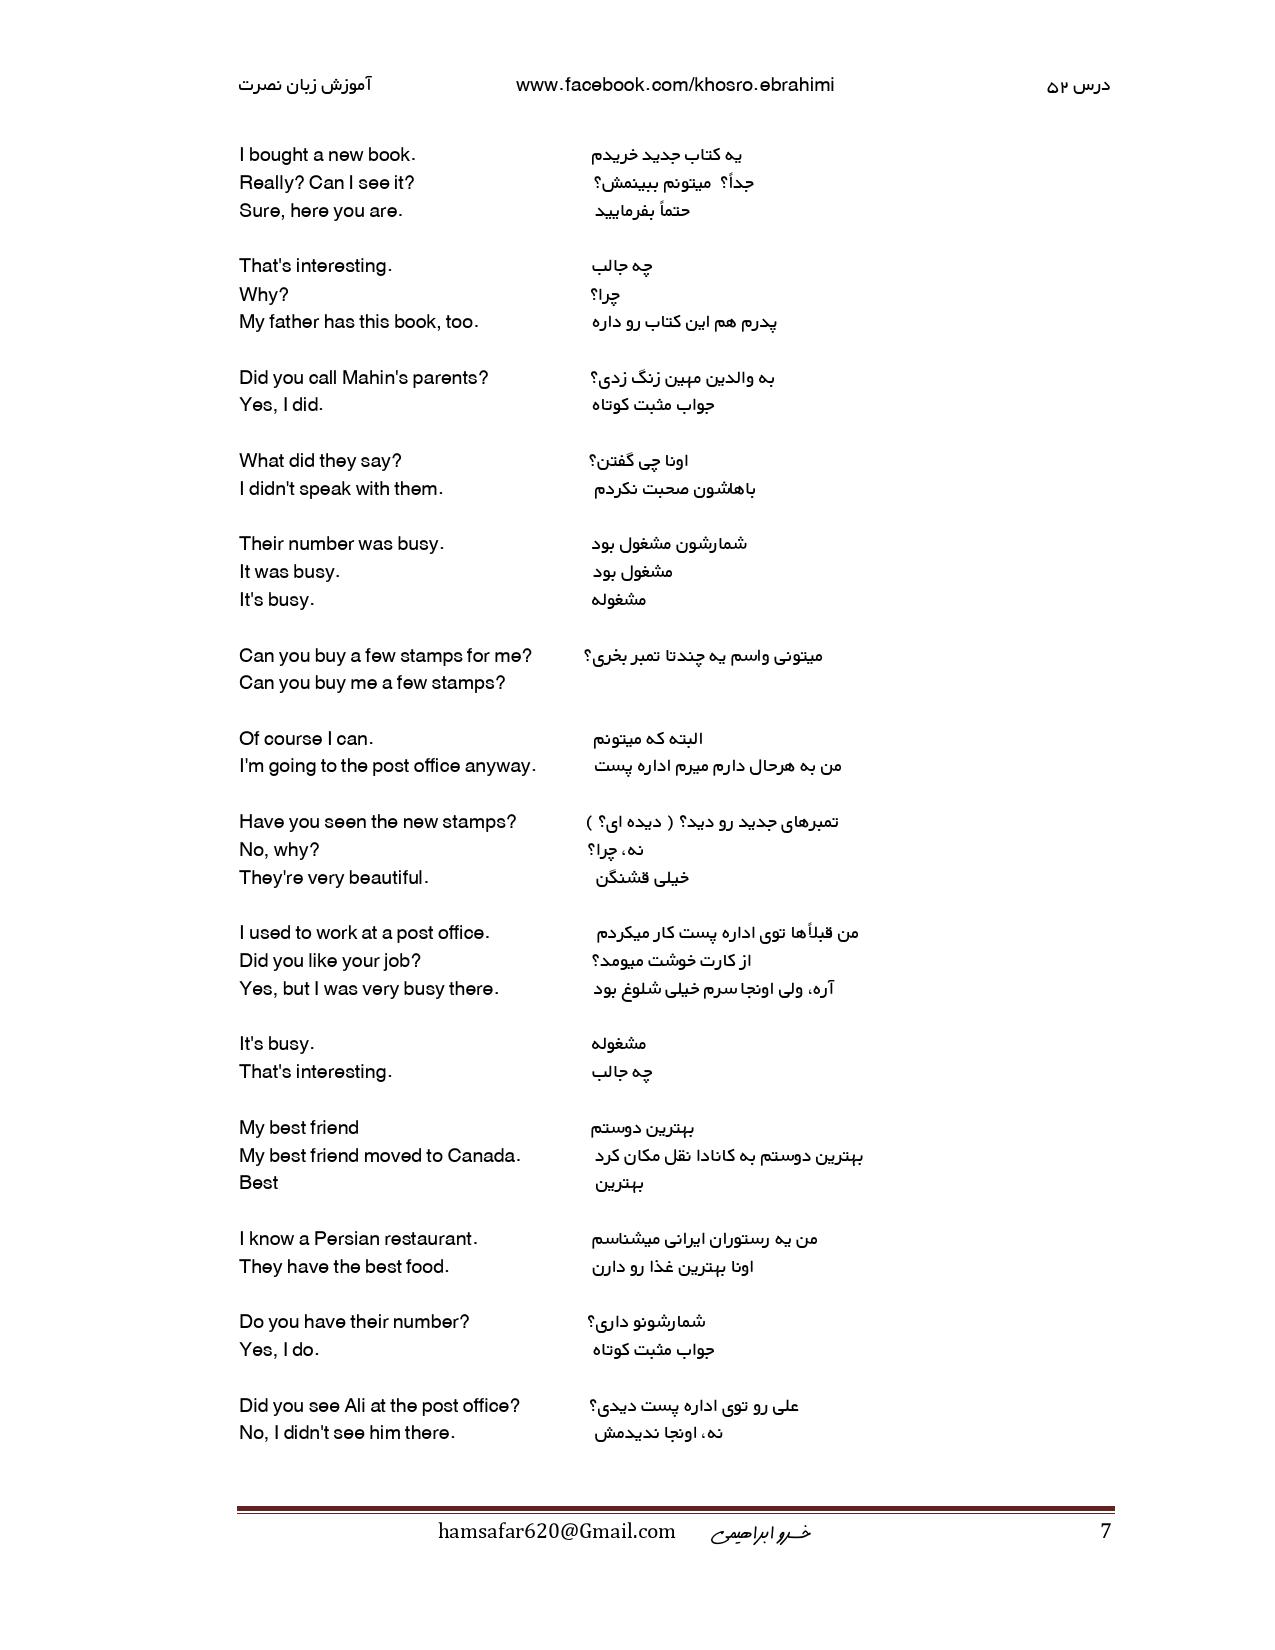 آموزش زبان نصرت www.facebook.com/khosro.ebrahimi درس ۵۲
I bought a new book. یه کتاب جدید خریدم
Really? Can I see it? جداً؟ میتونم ببینمش؟
Sure, here you are. حتماً بفرمایید
That's interesting. چه جالب
Why? چرا؟
My father has this book, too. پدرم هم این کتاب رو داره
Did you call Mahin's parents? به والدین مهین زنگ زدی؟
Yes, I did. جواب مثبت کوتاه
What did they say? اونا چی گفتن؟
I didn't speak with them. باهاشون صحبت نکردم
Their number was busy. شمارشون مشغول بود
It was busy. مشغول بود
It's busy. مشغوله
Can you buy a few stamps for me? میتونی واسم یه چندتا تمبر بخری؟
Can you buy me a few stamps?
Of course I can. البته که میتونم
I'm going to the post office anyway. من به هرحال دارم میرم اداره پست
Have you seen the new stamps? تمبرهای جدید رو دید؟ ( دیده ای؟ )
No, why? نه، چرا؟
They're very beautiful. خیلی قشنگن
I used to work at a post office. من قبلاًها توی اداره پست کار میکردم
Did you like your job? از کارت خوشت میومد؟
Yes, but I was very busy there. آره، ولی اونجا سرم خیلی شلوغ بود
It's busy. مشغوله
That's interesting. چه جالب
My best friend بهترین دوستم
My best friend moved to Canada. بهترین دوستم به کانادا نقل مکان کرد
Best بهترین
I know a Persian restaurant. من یه رستوران ایرانی میشناسم
They have the best food. اونا بهترین غذا رو دارن
Do you have their number? شمارشونو داری؟
Yes, I do. جواب مثبت کوتاه
Did you see Ali at the post office? علی رو توی اداره پست دیدی؟
No, I didn't see him there. نه، اونجا ندیدمش
hamsafar620@Gmail.com خسرو ابراهیمی 7